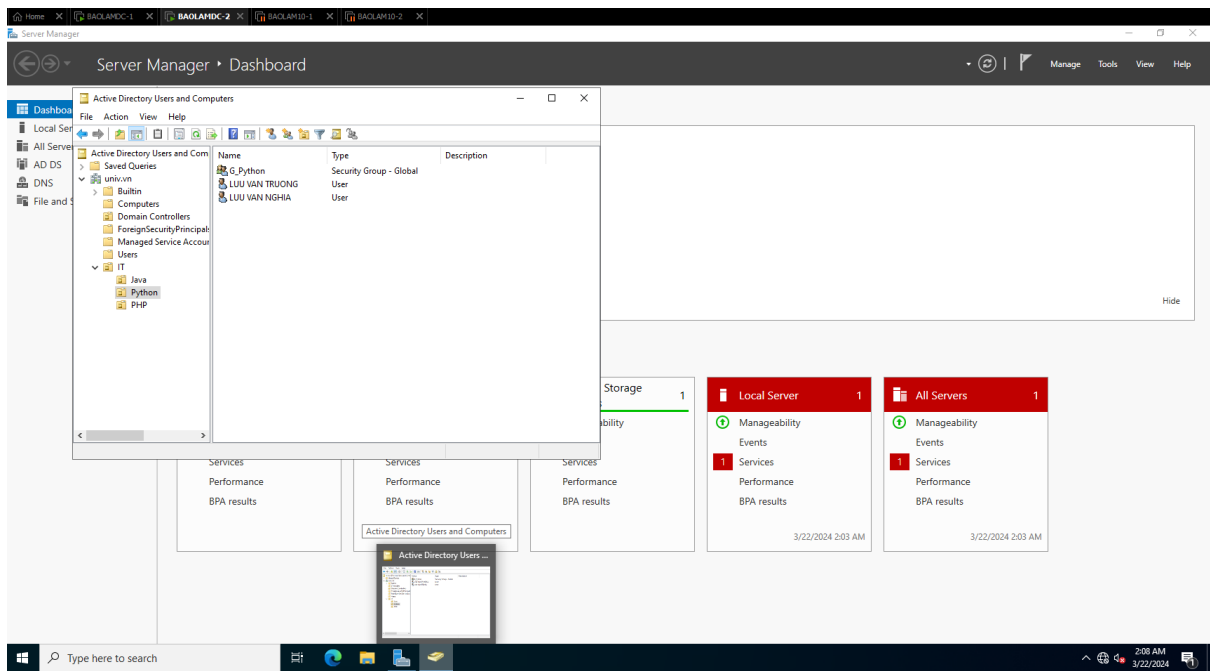 Home BAOLAMDC-1 BAOLAMDC-2 BAOLAM10-1 BAOLAM10-2
Server Manager
Server Manager • Dashboard
Manage Tools View Help
Dashboa
Local Ser
All Server
AD DS
DNS
File and S
Active Directory Users and Computers
File Action View Help
Active Directory Users and Com
Saved Queries
univ.vn
Builtin
Computers
Domain Controllers
ForeignSecurityPrincipals
Managed Service Accour
Users
IT
Java
Python
PHP
Name Type Description
G_Python Security Group - Global
LUU VAN TRUONG User
LUU VAN NGHIA User
Hide
Services
Performance
BPA results
Services
Performance
BPA results
Storage 1
bility
Services
Performance
BPA results
Local Server 1
Manageability
Events
1 Services
Performance
BPA results
3/22/2024 2:03 AM
All Servers 1
Manageability
Events
1 Services
Performance
BPA results
3/22/2024 2:03 AM
Active Directory Users and Computers
Active Directory Users ...
Type here to search
2:08 AM
3/22/2024